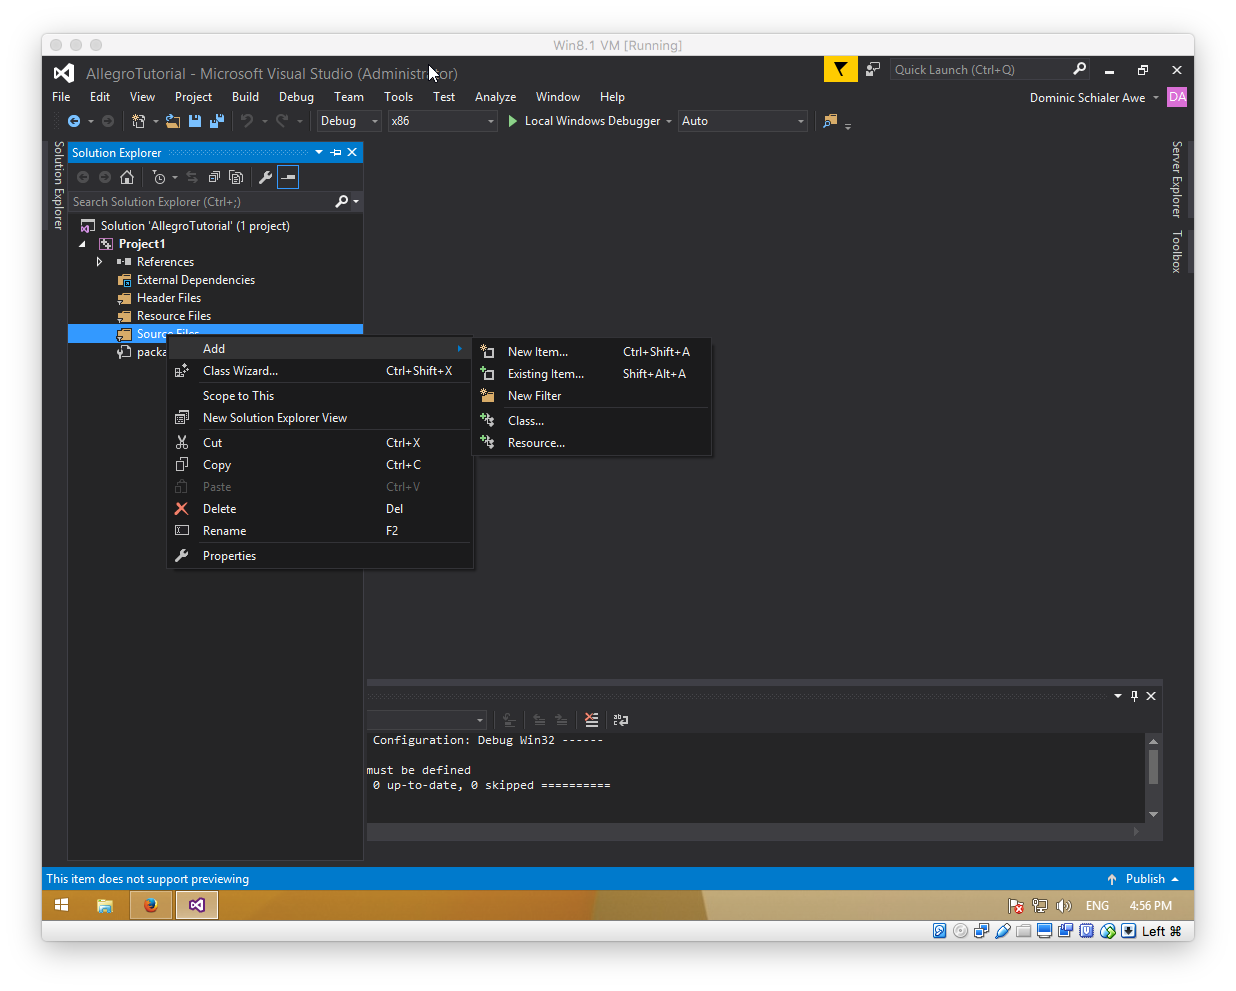 Win8.1 VM [Running]
AllegroTutorial - Microsoft Visual Studio (Administrator)
Quick Launch (Ctrl+Q)
File Edit View Project Build Debug Team Tools Test Analyze Window Help
Dominic Schialer Awe DA
Debug x86 Local Windows Debugger Auto
Solution Explorer
Solution Explorer
Server Explorer
Toolbox
Search Solution Explorer (Ctrl+;)
Solution 'AllegroTutorial' (1 project)
Project1
References
External Dependencies
Header Files
Resource Files
Source Files
packa
Add
Class Wizard... Ctrl+Shift+X
Scope to This
New Solution Explorer View
Cut Ctrl+X
Copy Ctrl+C
Paste Ctrl+V
Delete Del
Rename F2
Properties
New Item... Ctrl+Shift+A
Existing Item... Shift+Alt+A
New Filter
Class...
Resource...
Configuration: Debug Win32 ------
must be defined
0 up-to-date, 0 skipped ==========
This item does not support previewing
Publish
ENG 4:56 PM
Left ⌘